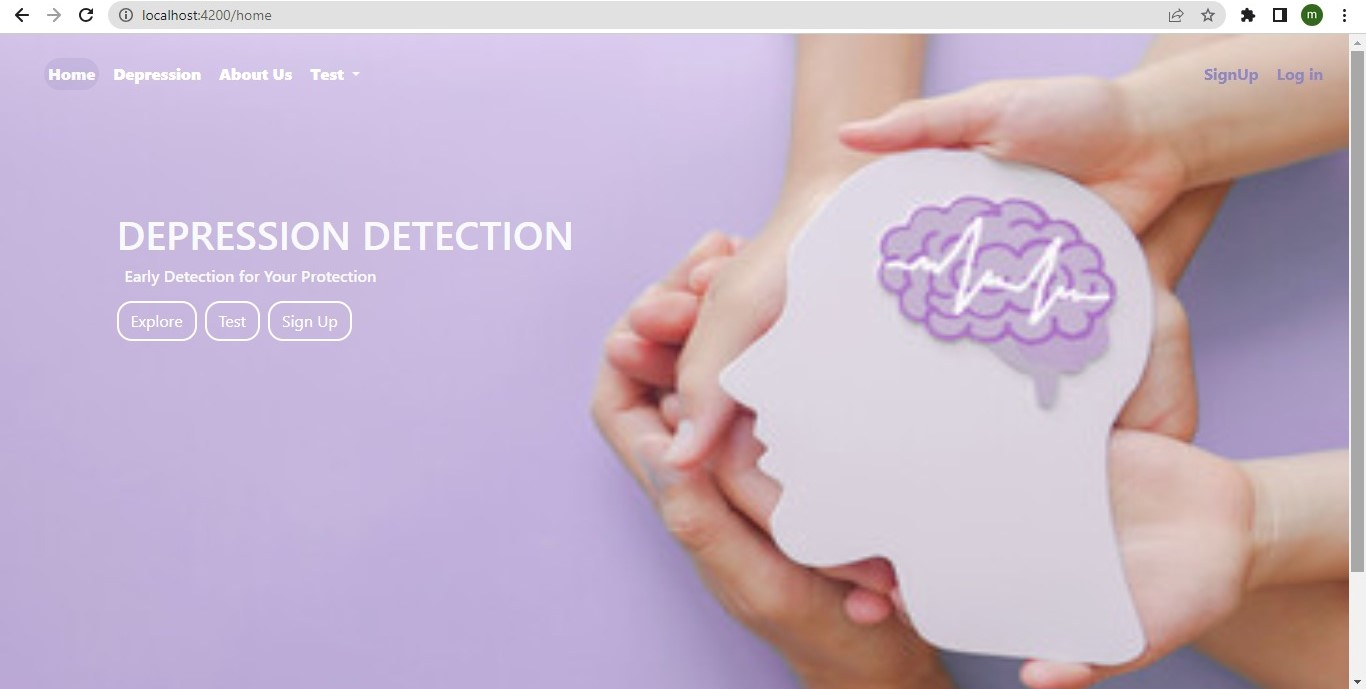 localhost:4200/home
m
Home Depression About Us Test SignUp Log in
DEPRESSION DETECTION
Early Detection for Your Protection
Explore Test Sign Up